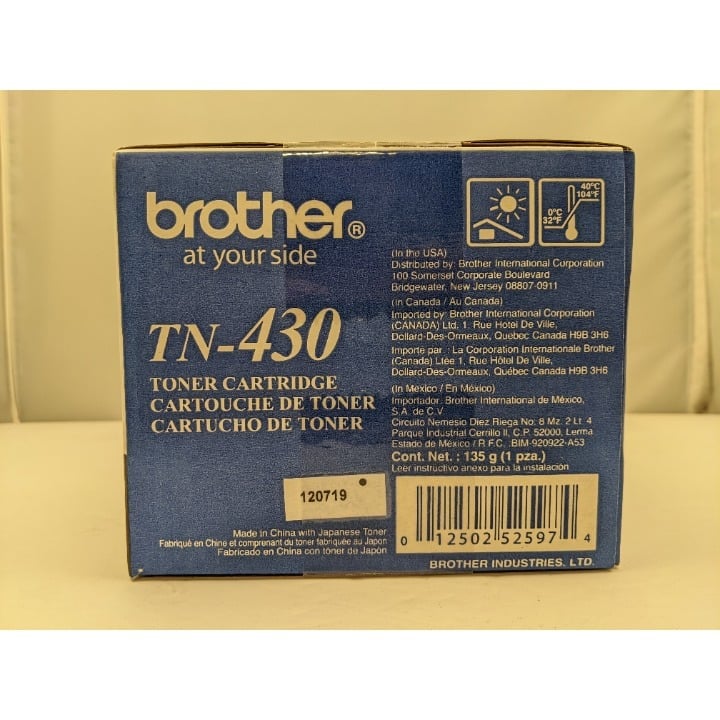 brother®
at your side
TN-430
TONER CARTRIDGE
CARTOUCHE DE TONER
CARTUCHO DE TONER
120719
Made in China with Japanese Toner
Fabriqué en Chine et comprenant du toner fabriquée au Japon
Fabricado en China con tóner de Japón
40°C
104°F
0°C
32°F
(In the USA)
Distributed by: Brother International Corporation
100 Somerset Corporate Boulevard
Bridgewater, New Jersey 08807-0911
(In Canada / Au Canada)
Imported by: Brother International Corporation
(CANADA) Ltd. 1, Rue Hotel De Ville,
Dollard-Des-Ormeaux, Quebec Canada H9B 3H6
Importe par : La Corporation Internationale Brother
(Canada) Ltée 1, Rue Hôtel De Ville,
Dollard-Des-Ormeaux, Québec Canada H9B 3H6
(In Mexico / En México)
Importador: Brother International de México,
S.A. de C.V.
Circuito Nemesio Diez Riega No. 8 Mz. 2 Lt. 4
Parque Industrial Cerrillo II, C.P. 52000, Lerma
Estado de México / R.F.C. .BIM-920922-A53
Cont. Net. : 135 g (1 pza.)
Leer instructivo anexo para la instalación
0 12502 52597 4
BROTHER INDUSTRIES. LTD.